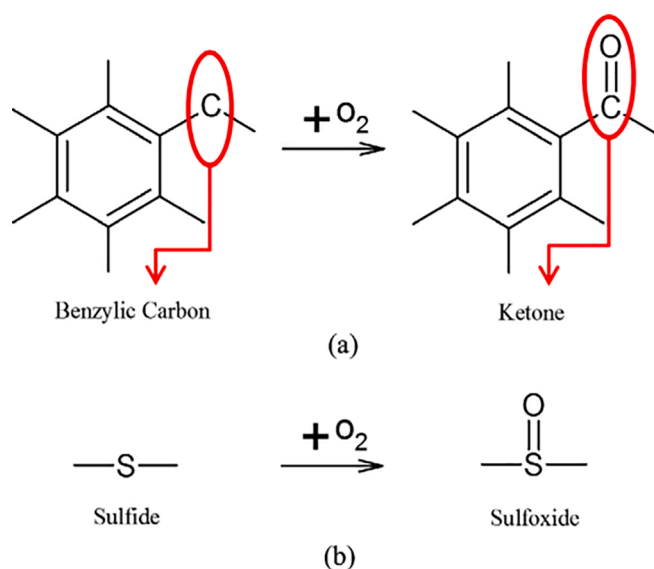 O
C
+O₂
C
Benzylic Carbon
Ketone
(a)
O
+O₂
S
S
Sulfide
Sulfoxide
(b)